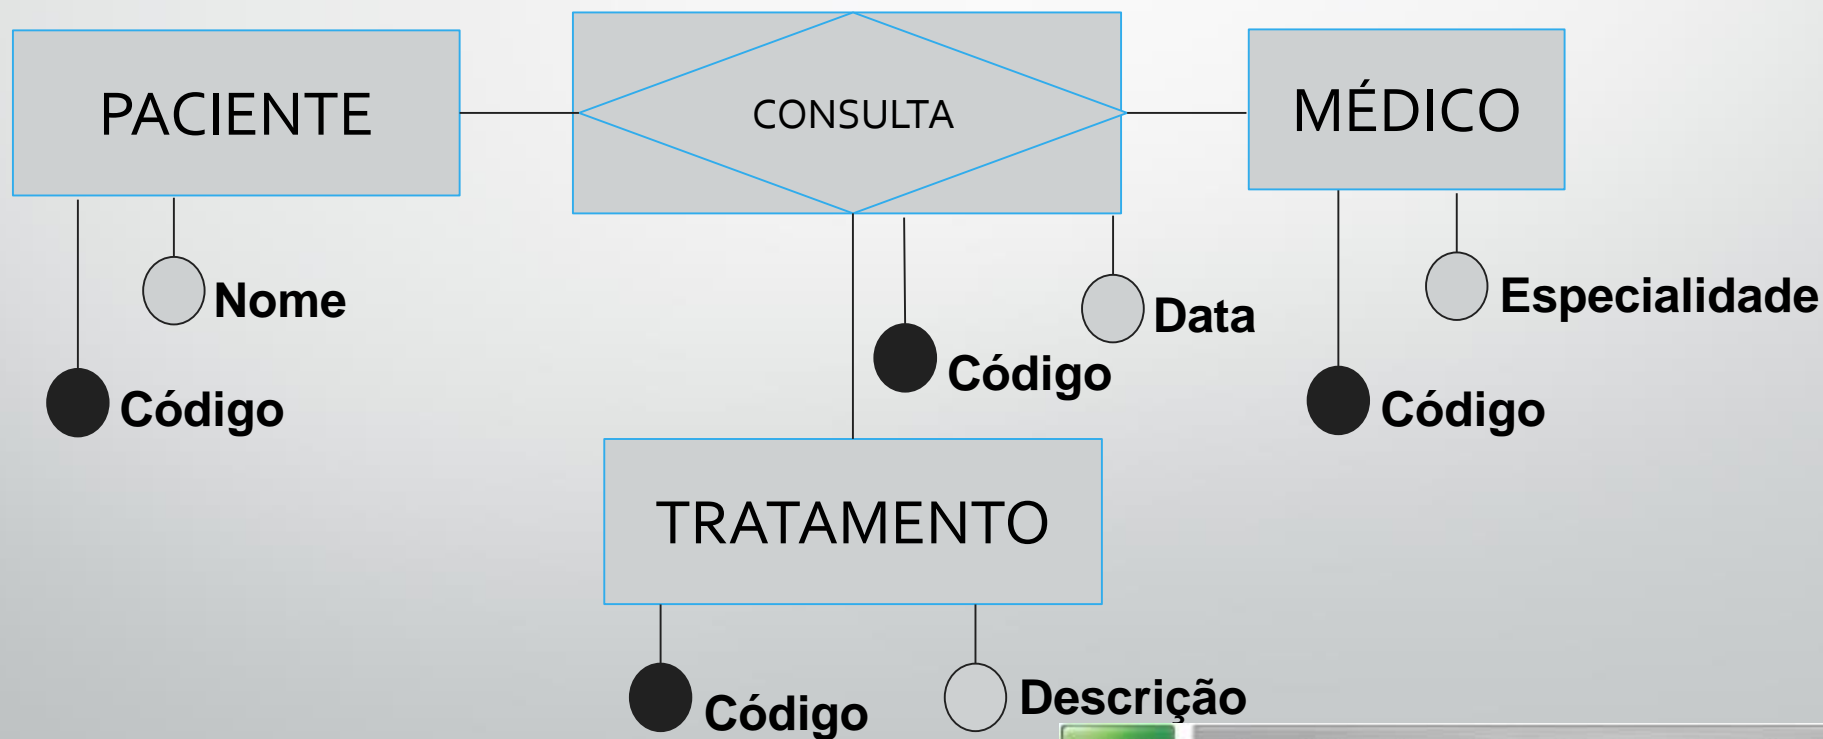 PACIENTE
CONSULTA
MÉDICO
Nome
Código
Código
Data
Especialidade
Código
TRATAMENTO
Código
Descrição